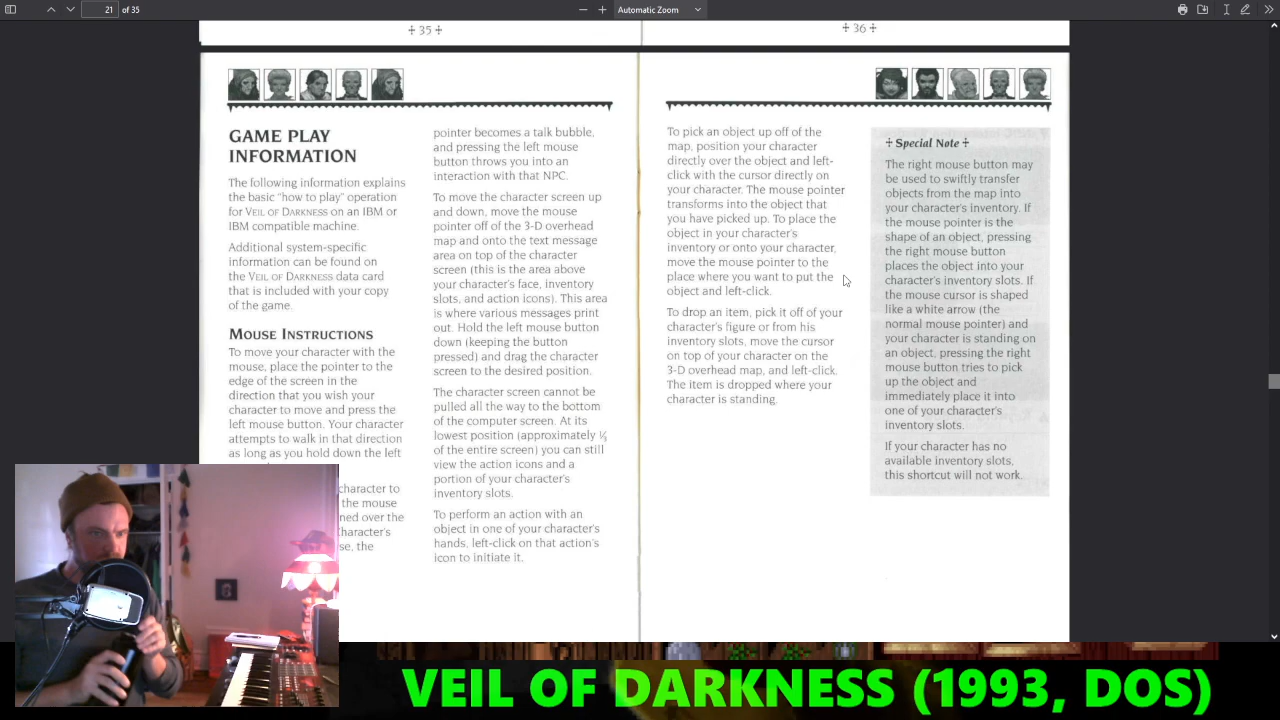 21
of 35
Automatic Zoom
35
36
GAME PLAY
INFORMATION
The following information explains
the basic "how to play" operation
for VEIL OF DARKNESS on an IBM or
IBM compatible machine.
Additional system-specific
information can be found on
the VEIL OF DARKNESS data card
that is included with your copy
of the game.
MOUSE INSTRUCTIONS
To move your character with the
mouse, place the pointer to the
edge of the screen in the
direction that you wish your
character to move and press the
left mouse button. Your character
attempts to walk in that direction
as long as you hold down the left
character to
the mouse
ned over the
haracter's
se, the
pointer becomes a talk bubble,
and pressing the left mouse
button throws you into an
interaction with that NPC.
To move the character screen up
and down, move the mouse
pointer off of the 3-D overhead
map and onto the text message
area on top of the character
screen (this is the area above
your character's face, inventory
slots, and action icons). This area
is where various messages print
out. Hold the left mouse button
down (keeping the button
pressed) and drag the character
screen to the desired position.
The character screen cannot be
pulled all the way to the bottom
of the computer screen. At its
lowest position (approximately ⅓
of the entire screen) you can still
view the action icons and a
portion of your character's
inventory slots.
To perform an action with an
object in one of your character's
hands, left-click on that action's
icon to initiate it.
To pick an object up off of the
map, position your character
directly over the object and left-
click with the cursor directly on
your character. The mouse pointer
transforms into the object that
you have picked up. To place the
object in your character's
inventory or onto your character,
move the mouse pointer to the
place where you want to put the
object and left-click.
To drop an item, pick it off of your
character's figure or from his
inventory slots, move the cursor
on top of your character on the
3-D overhead map, and left-click.
The item is dropped where your
character is standing.
Special Note
The right mouse button may
be used to swiftly transfer
objects from the map into
your character's inventory. If
the mouse pointer is the
shape of an object, pressing
the right mouse button
places the object into your
character's inventory slots. If
the mouse cursor is shaped
like a white arrow (the
normal mouse pointer) and
your character is standing on
an object, pressing the right
mouse button tries to pick
up the object and
immediately place it into
one of your character's
inventory slots.
If your character has no
available inventory slots,
this shortcut will not work.
VEIL OF DARKNESS (1993, DOS)